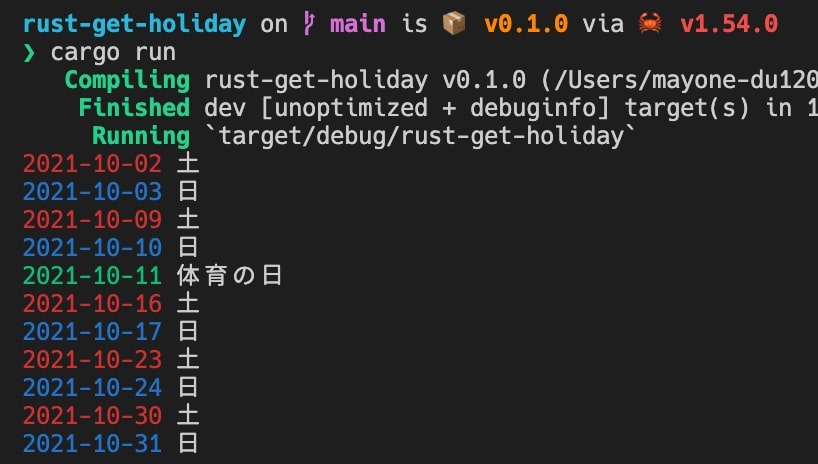 rust-get-holiday on main is 📦 v0.1.0 via 🦀 v1.54.0
❯ cargo run
Compiling rust-get-holiday v0.1.0 (/Users/mayone-du120
Finished dev [unoptimized + debuginfo] target(s) in 1
Running `target/debug/rust-get-holiday`
2021-10-02 土
2021-10-03 日
2021-10-09 土
2021-10-10 日
2021-10-11 体育の日
2021-10-16 土
2021-10-17 日
2021-10-23 土
2021-10-24 日
2021-10-30 土
2021-10-31 日